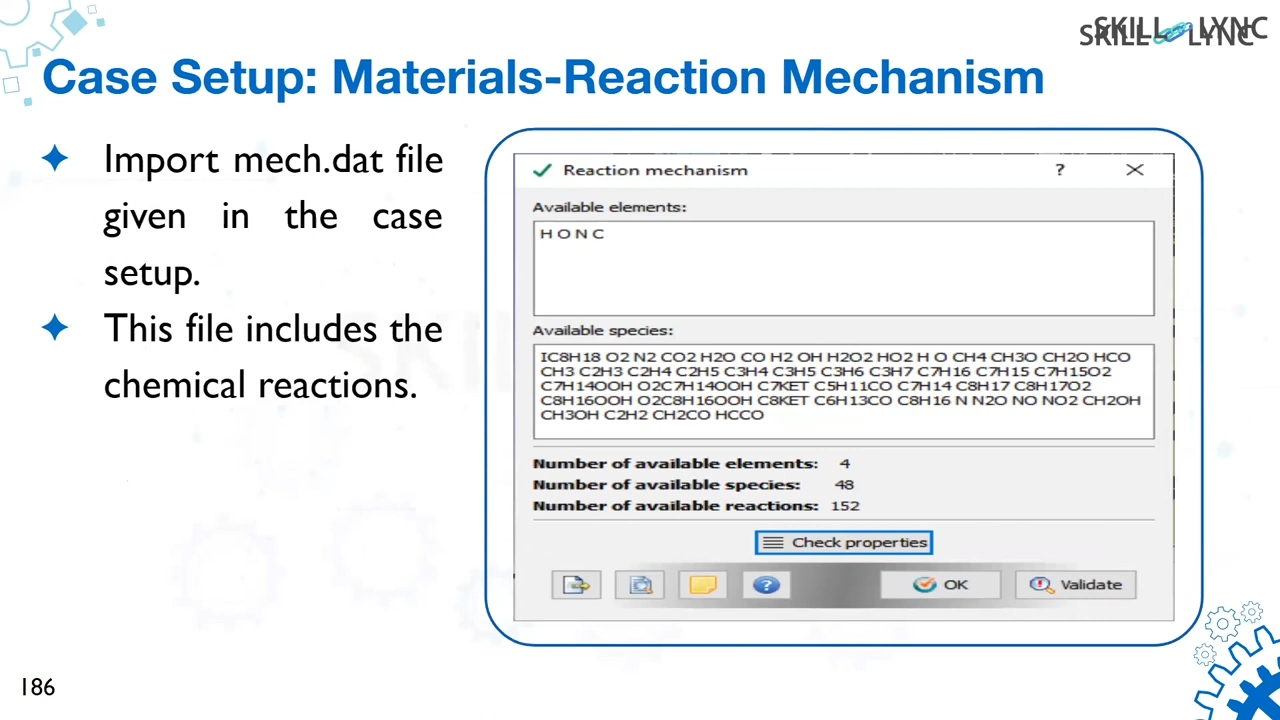 SKILL LYNC
SKILL LYNC
Case Setup: Materials-Reaction Mechanism
Import mech.dat file
given in the case
setup.
This file includes the
chemical reactions.
Reaction mechanism
?
Available elements:
H O N C
Available species:
IC8H18 O2 N2 CO2 H2O CO H2 OH H2O2 HO2 H O CH4 CH3O CH2O HCO
CH3 C2H3 C2H4 C2H5 C3H4 C3H5 C3H6 C3H7 C7H16 C7H15 C7H15O2
C7H14OOH O2C7H14OOH C7KET C5H11CO C7H14 C8H17 C8H17O2
C8H16OOH O2C8H16OOH C8KET C6H13CO C8H16 N N2O NO NO2 CH2OH
CH3OH C2H2 CH2CO HCCO
Number of available elements: 4
Number of available species: 48
Number of available reactions: 152
Check properties
? OK Validate
SKIL
186